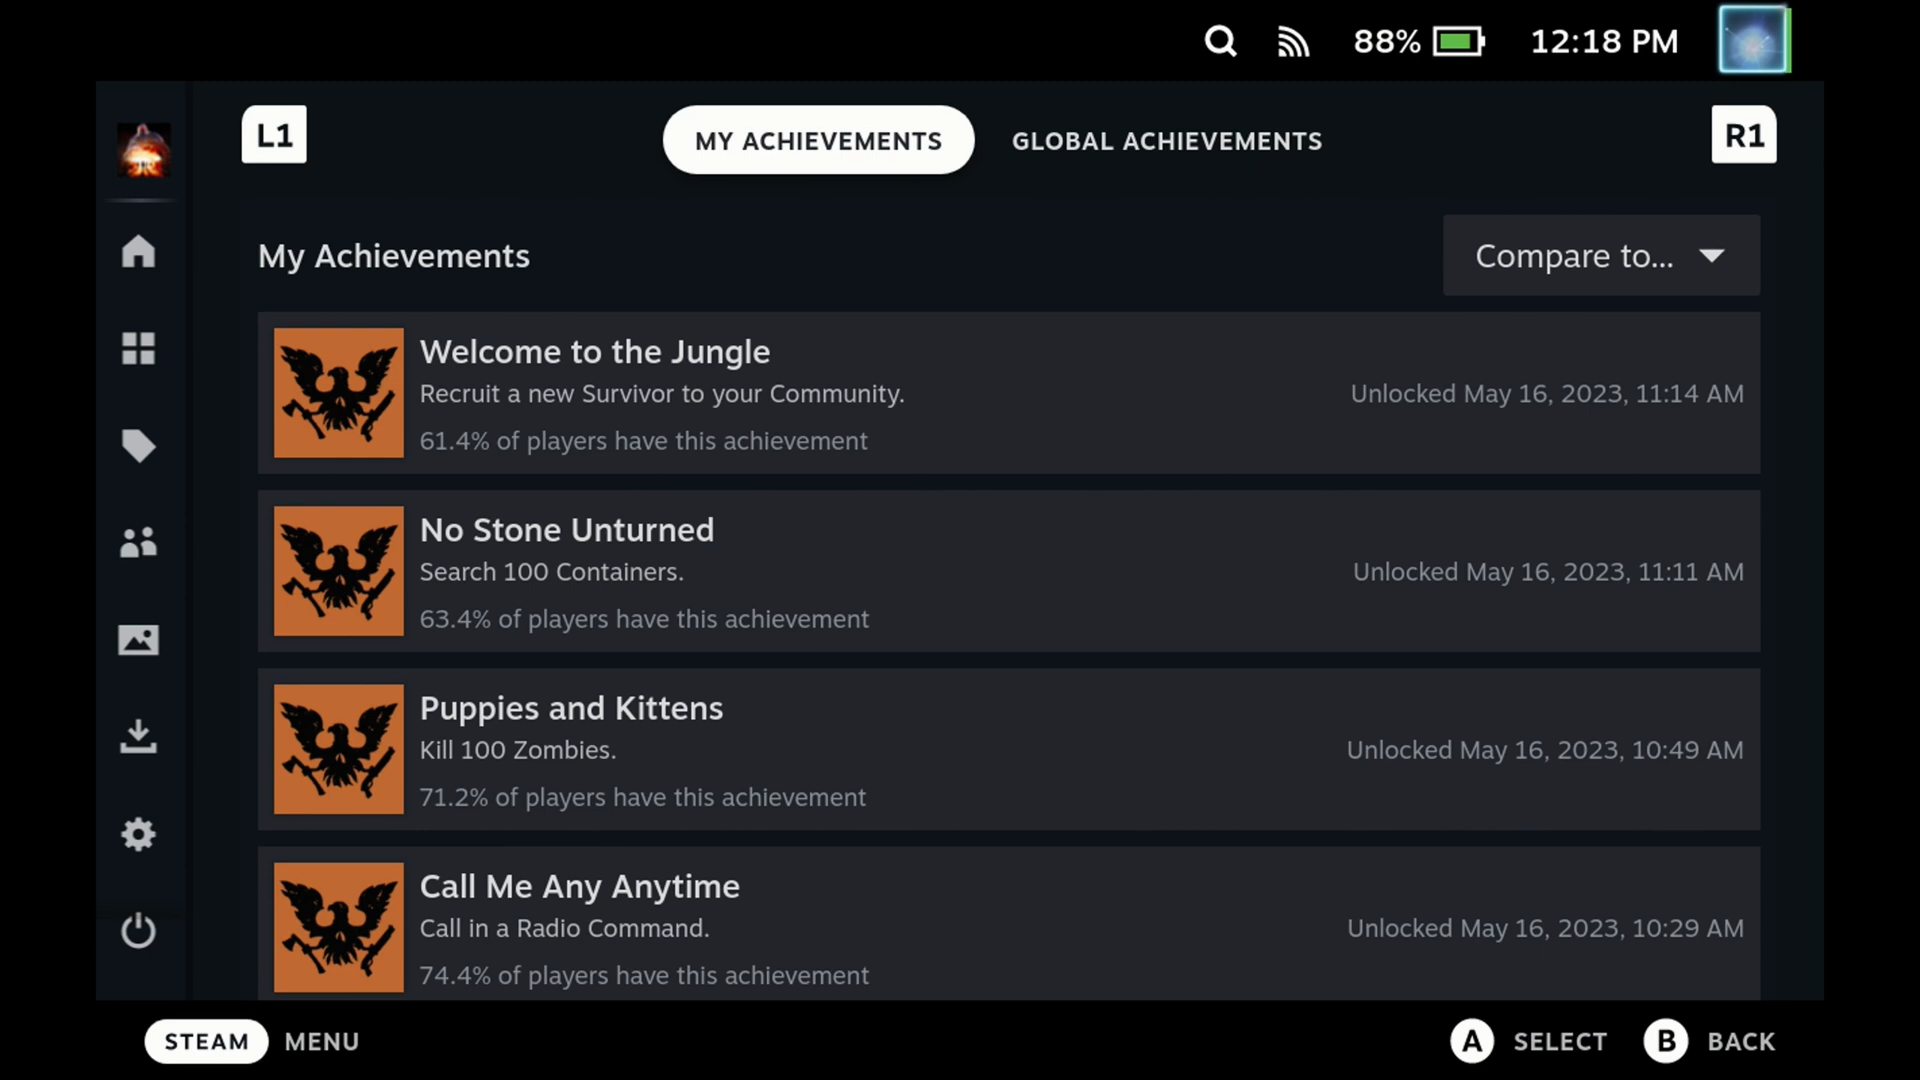 88% 12:18 PM
L1 MY ACHIEVEMENTS GLOBAL ACHIEVEMENTS R1
My Achievements Compare to...
Welcome to the Jungle
Recruit a new Survivor to your Community. Unlocked May 16, 2023, 11:14 AM
61.4% of players have this achievement
No Stone Unturned
Search 100 Containers. Unlocked May 16, 2023, 11:11 AM
63.4% of players have this achievement
Puppies and Kittens
Kill 100 Zombies. Unlocked May 16, 2023, 10:49 AM
71.2% of players have this achievement
Call Me Any Anytime
Call in a Radio Command. Unlocked May 16, 2023, 10:29 AM
74.4% of players have this achievement
STEAM MENU A SELECT B BACK